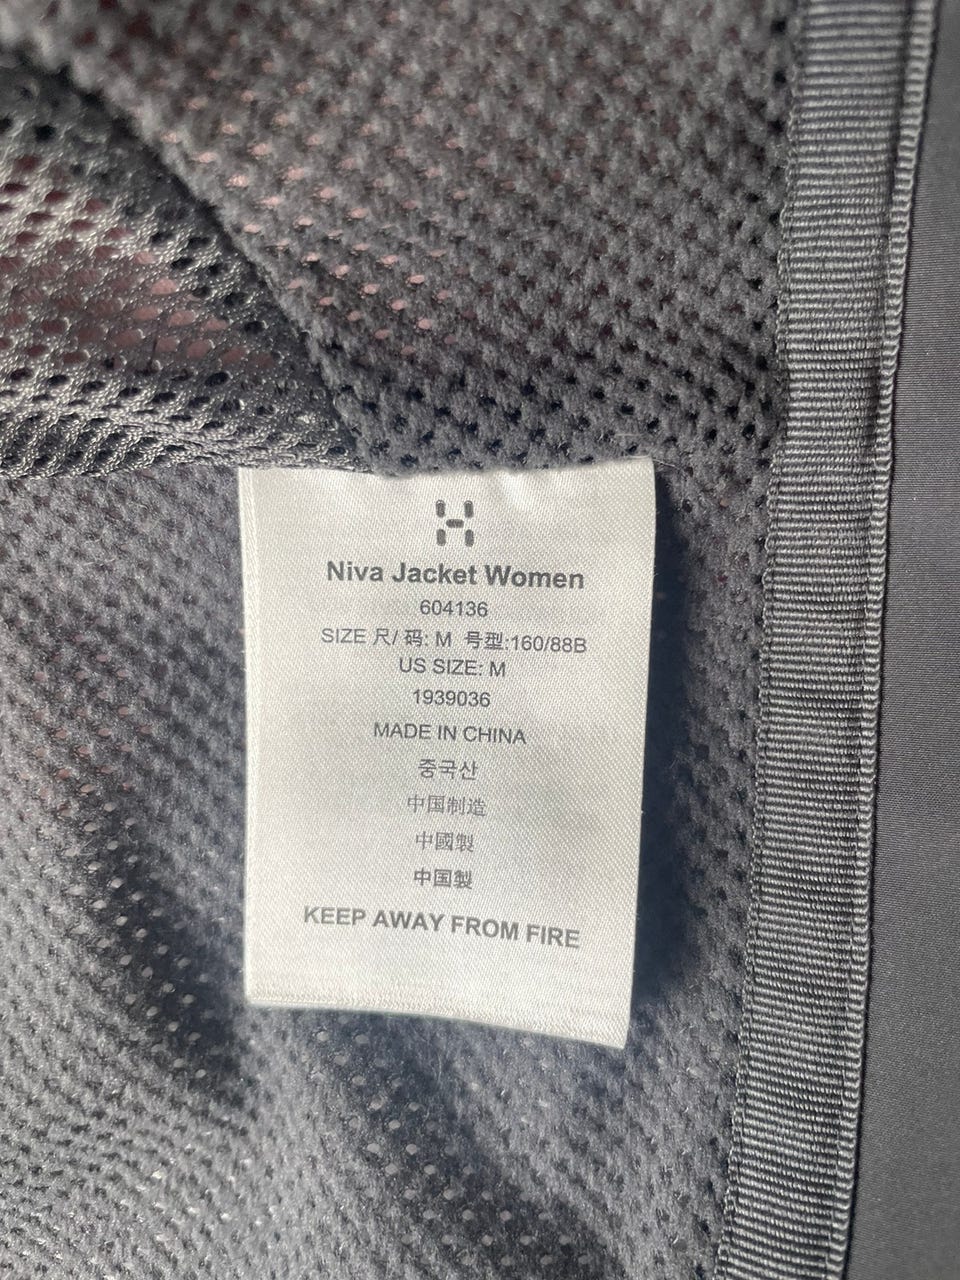 Niva Jacket Women
604136
SIZE 尺/ 码: M 号型:160/88B
US SIZE: M
1939036
MADE IN CHINA
중국산
中国制造
中國製
中国製
KEEP AWAY FROM FIRE